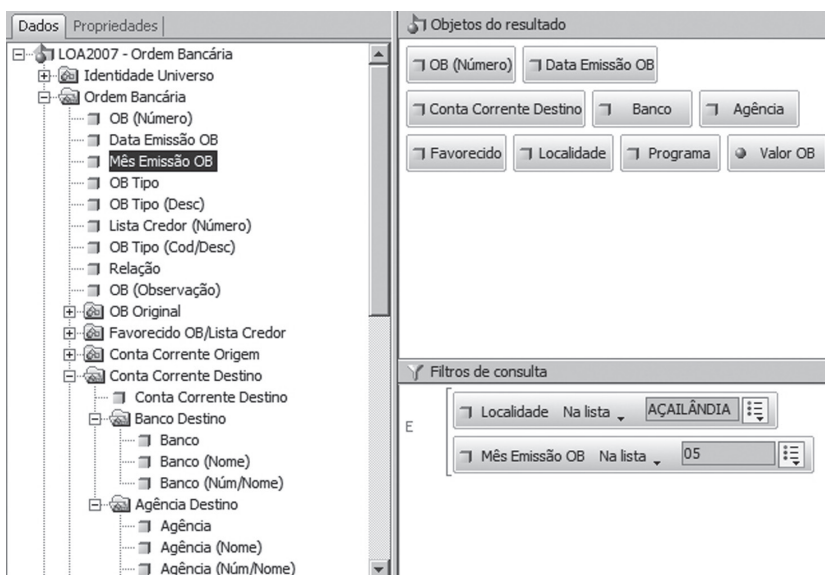 Dados Propriedades
LOA2007 - Ordem Bancária
Identidade Universo
Ordem Bancária
OB (Número)
Data Emissão OB
Mês Emissão OB
OB Tipo
OB Tipo (Desc)
Lista Credor (Número)
OB Tipo (Cod/Desc)
Relação
OB (Observação)
OB Original
Favorecido OB/Lista Credor
Conta Corrente Origem
Conta Corrente Destino
Conta Corrente Destino
Banco Destino
Banco
Banco (Nome)
Banco (Núm/Nome)
Agência Destino
Agência
Agência (Nome)
Agência (Núm/Nome)
Objetos do resultado
OB (Número) Data Emissão OB
Conta Corrente Destino Banco Agência
Favorecido Localidade Programa Valor OB
Filtros de consulta
E
Localidade Na lista AÇAILÂNDIA
Mês Emissão OB Na lista 05